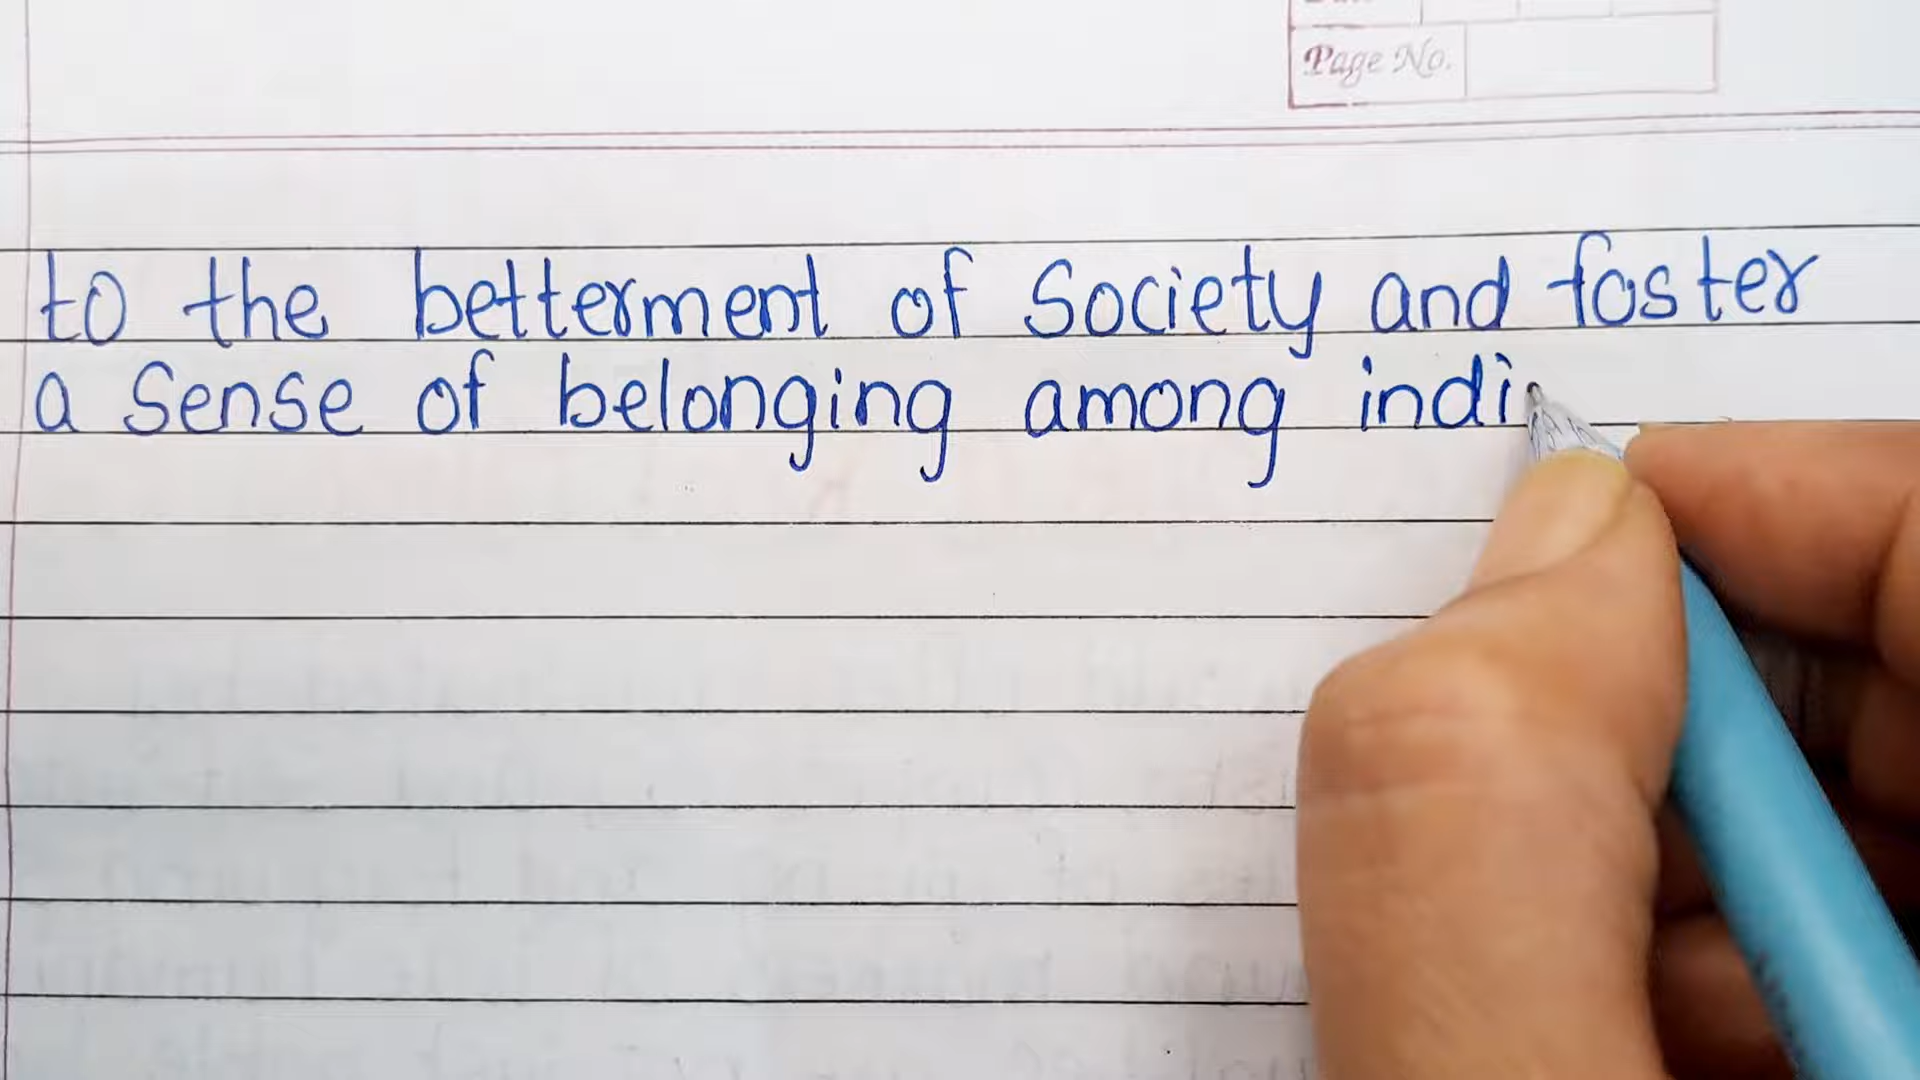 Page No.
to the betterment of Society and foster
a Sense of belonging among indi